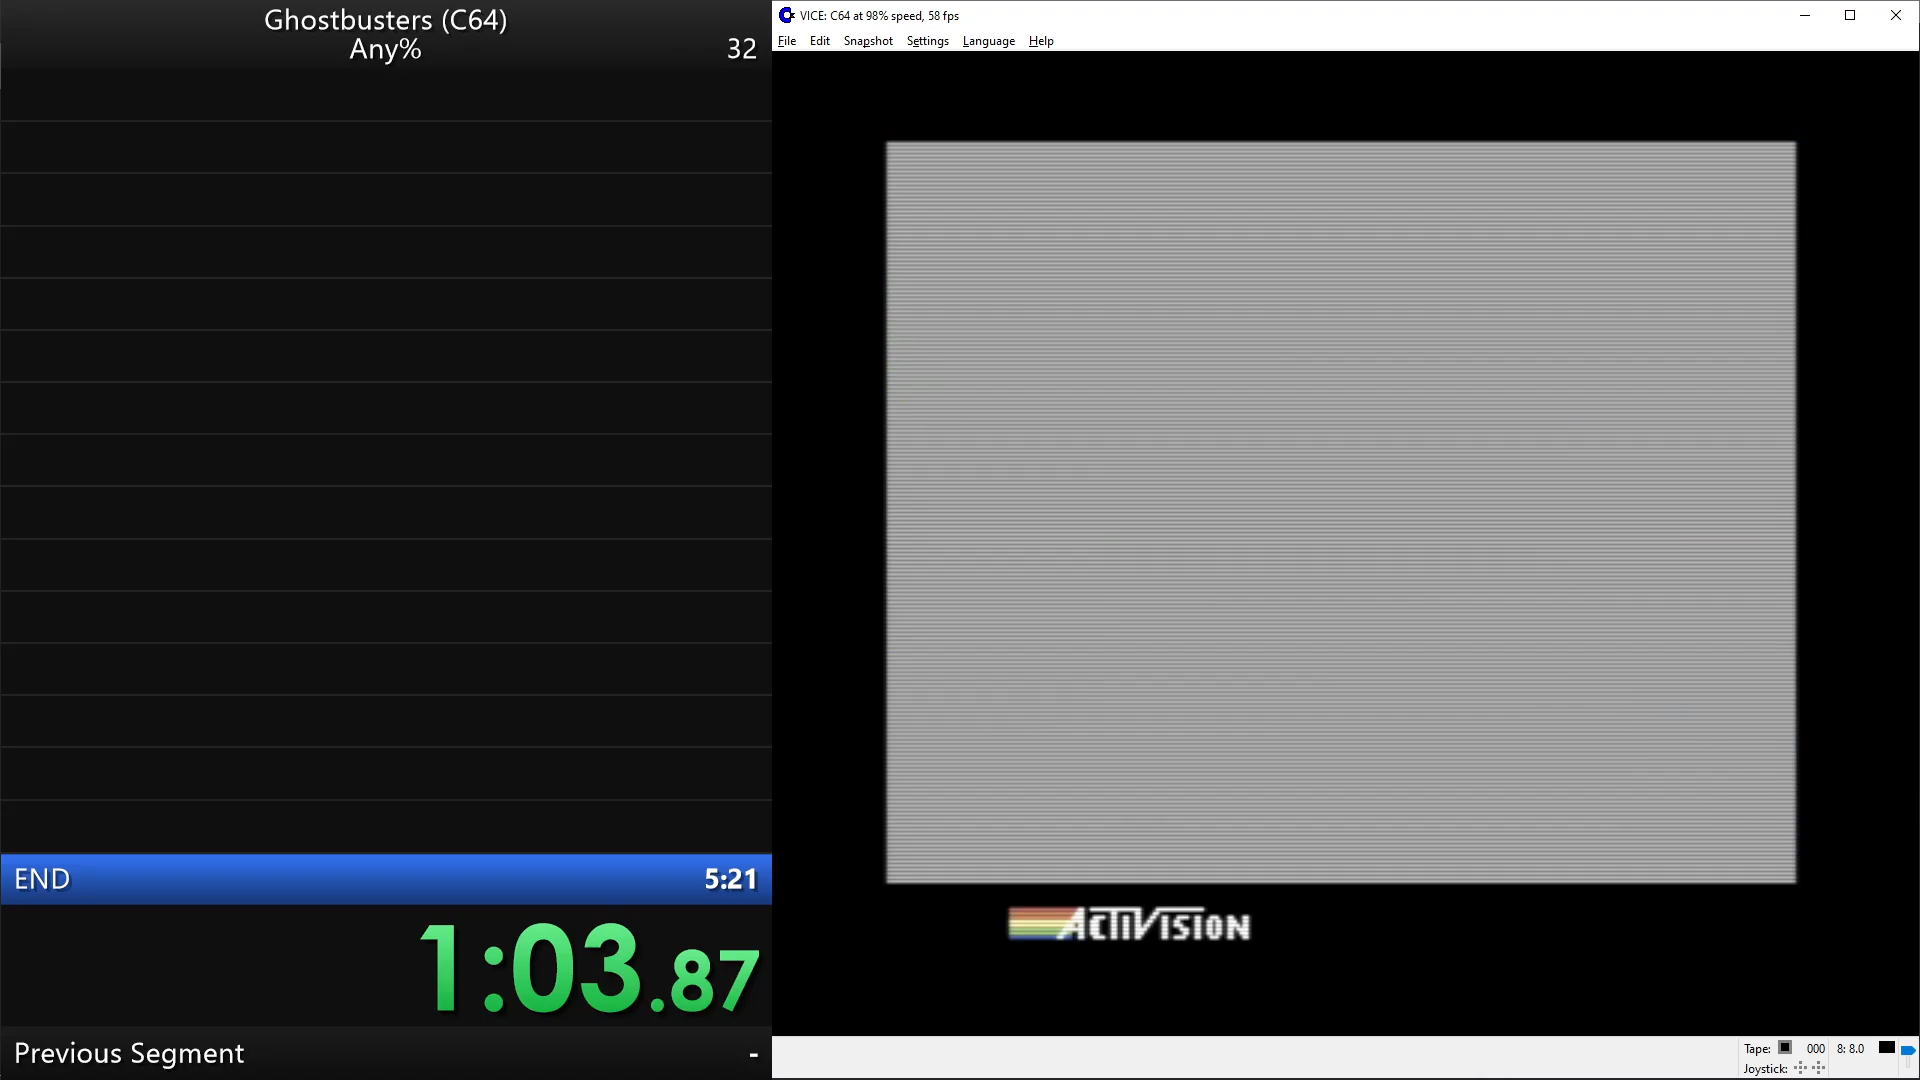 Ghostbusters (C64)
Any%
32
END
5:21
1:03.87
Previous Segment
-
VICE: C64 at 98% speed, 58 fps
File Edit Snapshot Settings Language Help
ACTIVISION
Tape: 000 8: 8.0
Joystick: